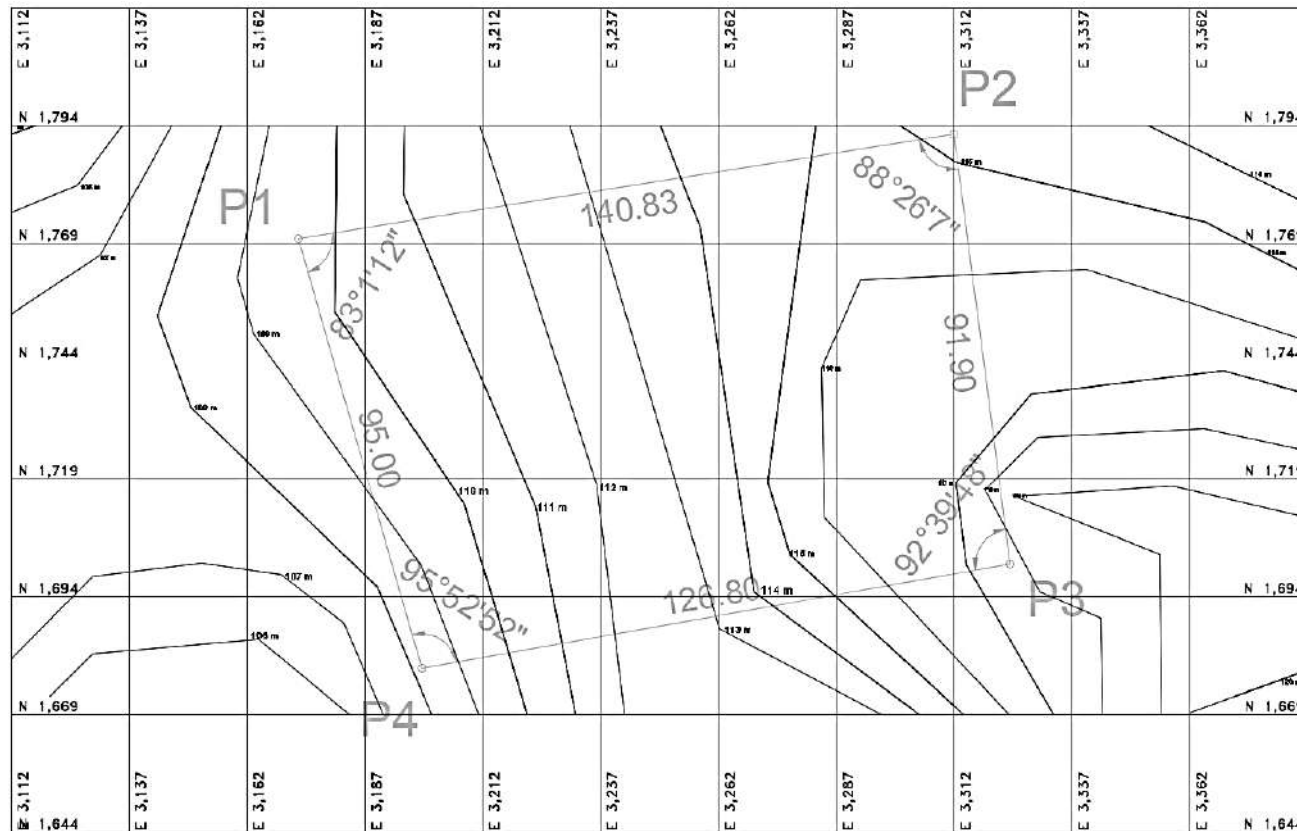 E 3,112
E 3,137
E 3,162
E 3,187
E 3,212
E 3,237
E 3,262
E 3,287
E 3,312
E 3,337
E 3,362
P2
N 1,794
N 1,794
P1
140.83
88°26'7"
83°1'12"
N 1,769
N 1,769
N 1,744
N 1,744
95.00
91.90
N 1,719
N 1,719
110 m
111 m
112 m
92°39'48"
115 m
107 m
95°52'52"
126.80
114 m
N 1,694
N 1,694
P3
106 m
113 m
N 1,669
N 1,669
P4
E 3,112
E 3,137
E 3,162
E 3,187
E 3,212
E 3,237
E 3,262
E 3,287
E 3,312
E 3,337
E 3,362
N 1,644
N 1,644